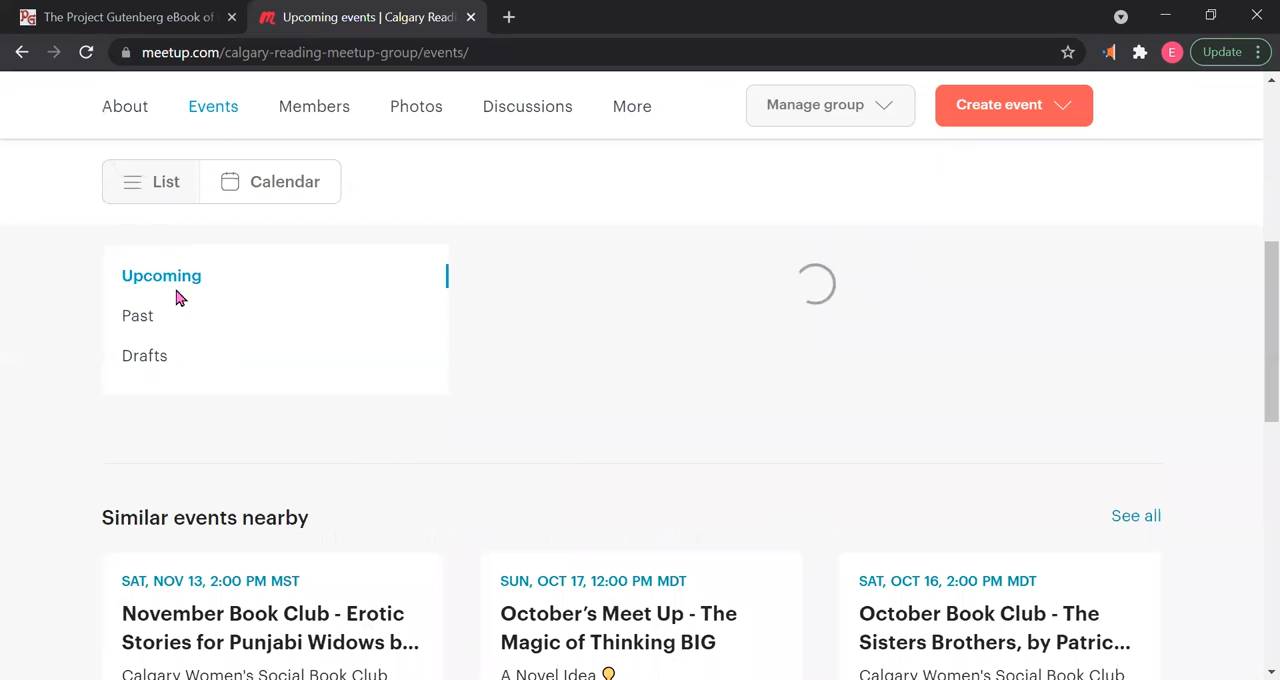 The Project Gutenberg eBook of
Upcoming events | Calgary Readi
meetup.com/calgary-reading-meetup-group/events/
E
Update
About
Events
Members
Photos
Discussions
More
Manage group
Create event
List
Calendar
Upcoming
Past
Drafts
Similar events nearby
See all
SAT, NOV 13, 2:00 PM MST
November Book Club - Erotic
Stories for Punjabi Widows b...
Calgary Women's Social Book Club
SUN, OCT 17, 12:00 PM MDT
October's Meet Up - The
Magic of Thinking BIG
A Novel Idea
SAT, OCT 16, 2:00 PM MDT
October Book Club - The
Sisters Brothers, by Patric...
Calgary Women's Social Book Club